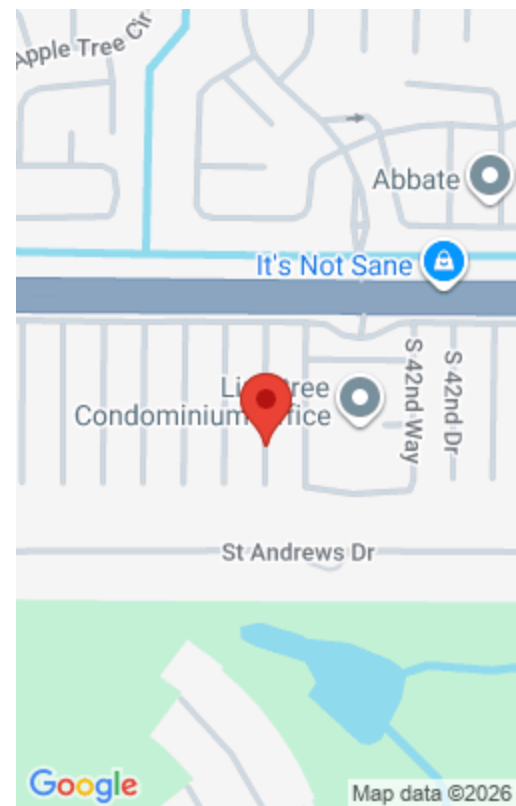 Apple Tree Cir
Abbate
It's Not Sane
S 42nd Way
S 42nd Dr
Condominium
St Andrews Dr
Google
Map data ©2026